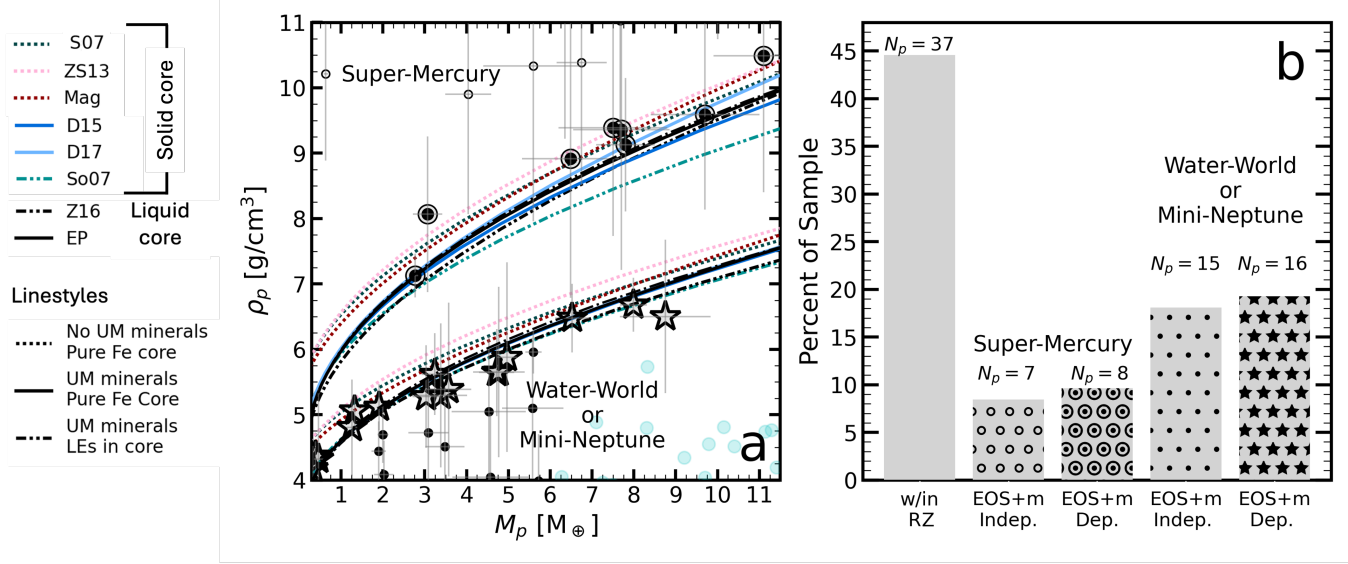 S07
ZS13
Mag
D15
D17
So07
Z16
EP
Solid core
Liquid
core
Linestyles
No UM minerals
Pure Fe core
UM minerals
Pure Fe Core
UM minerals
LEs in core
11
10
9
8
7
6
5
4
ρp [g/cm³]
Super-Mercury
Water-World
or
Mini-Neptune
a
1 2 3 4 5 6 7 8 9 10 11
Mp [M⊕]
45
40
35
30
25
20
15
10
5
0
Percent of Sample
Np = 37
b
Water-World
or
Mini-Neptune
Np = 15 Np = 16
Super-Mercury
Np = 7 Np = 8
w/in
RZ
EOS+m
Indep.
EOS+m
Dep.
EOS+m
Indep.
EOS+m
Dep.